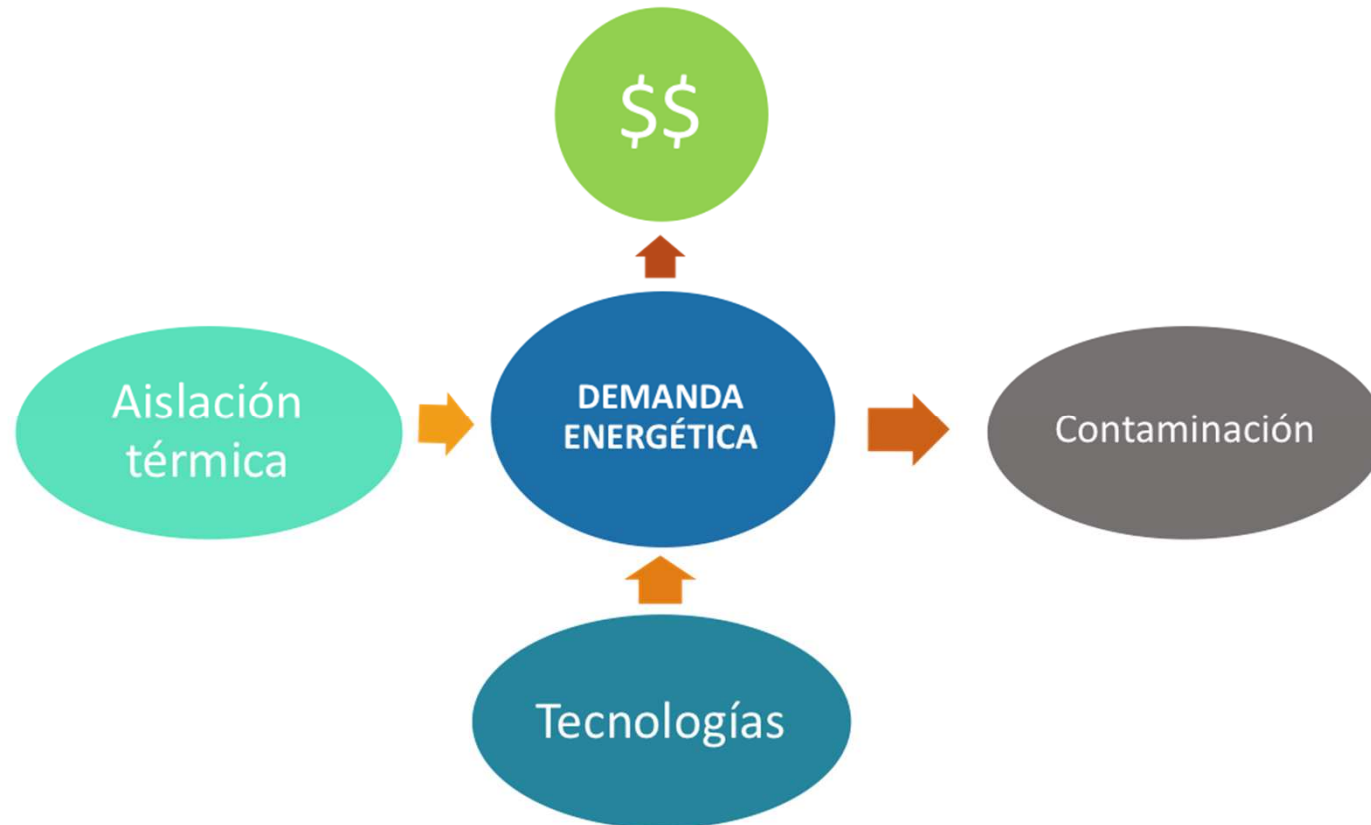 $$
Aislación
térmica
DEMANDA
ENERGÉTICA
Contaminación
Tecnologías